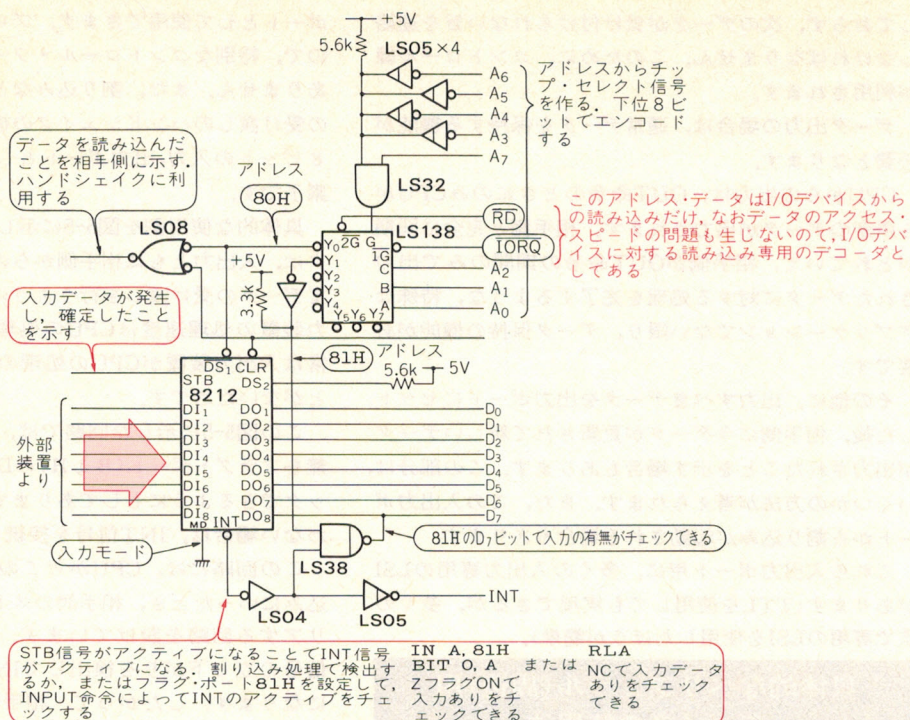 +5V
5.6k
LS05×4
A6
A5
A4
A3
A7
アドレスからチッ
プ・セレクト信号
を作る．下位8ビ
ットでエンコード
する
データを読み込んだ
ことを相手側に示す．
ハンドシェイクに利
用する
アドレス
80H
LS32
LS08
LS138
RD
IORQ
A2
A1
A0
このアドレス・データはI/Oデバイスから
の読み込みだけ，なおデータのアクセス・
スピードの問題も生じないので，I/Oデバ
イスに対する読み込み専用のデコーダと
してある
Y0 2G G
Y1 1G
Y2 C
Y3 B
Y4 A
Y5 Y6 Y7
+5V
3.3k
入力データが発生
し，確定したこと
を示す
81H
アドレス
5.6k
5V
DS1 CLR
STB DS2
8212
DI1 DO1
DI2 DO2
DI3 DO3
DI4 DO4
DI5 DO5
DI6 DO6
DI7 DO7
DI8 DO8
MD INT
D0
D1
D2
D3
D4
D5
D6
D7
外部
装置
より
入力モード
LS38
81HのD7ビットで入力の有無がチェックできる
LS04
LS05
INT
STB信号がアクティブになることでINT信号
がアクティブになる．割り込み処理で検出す
るか，またはフラグ・ポート81Hを設定して，
INPUT命令によってINTのアクティブをチェ
ックする
IN A, 81H
BIT 0, A
ZフラグONで
入力ありをチ
ェックできる
または
RLA
NCで入力データ
ありをチェック
できる